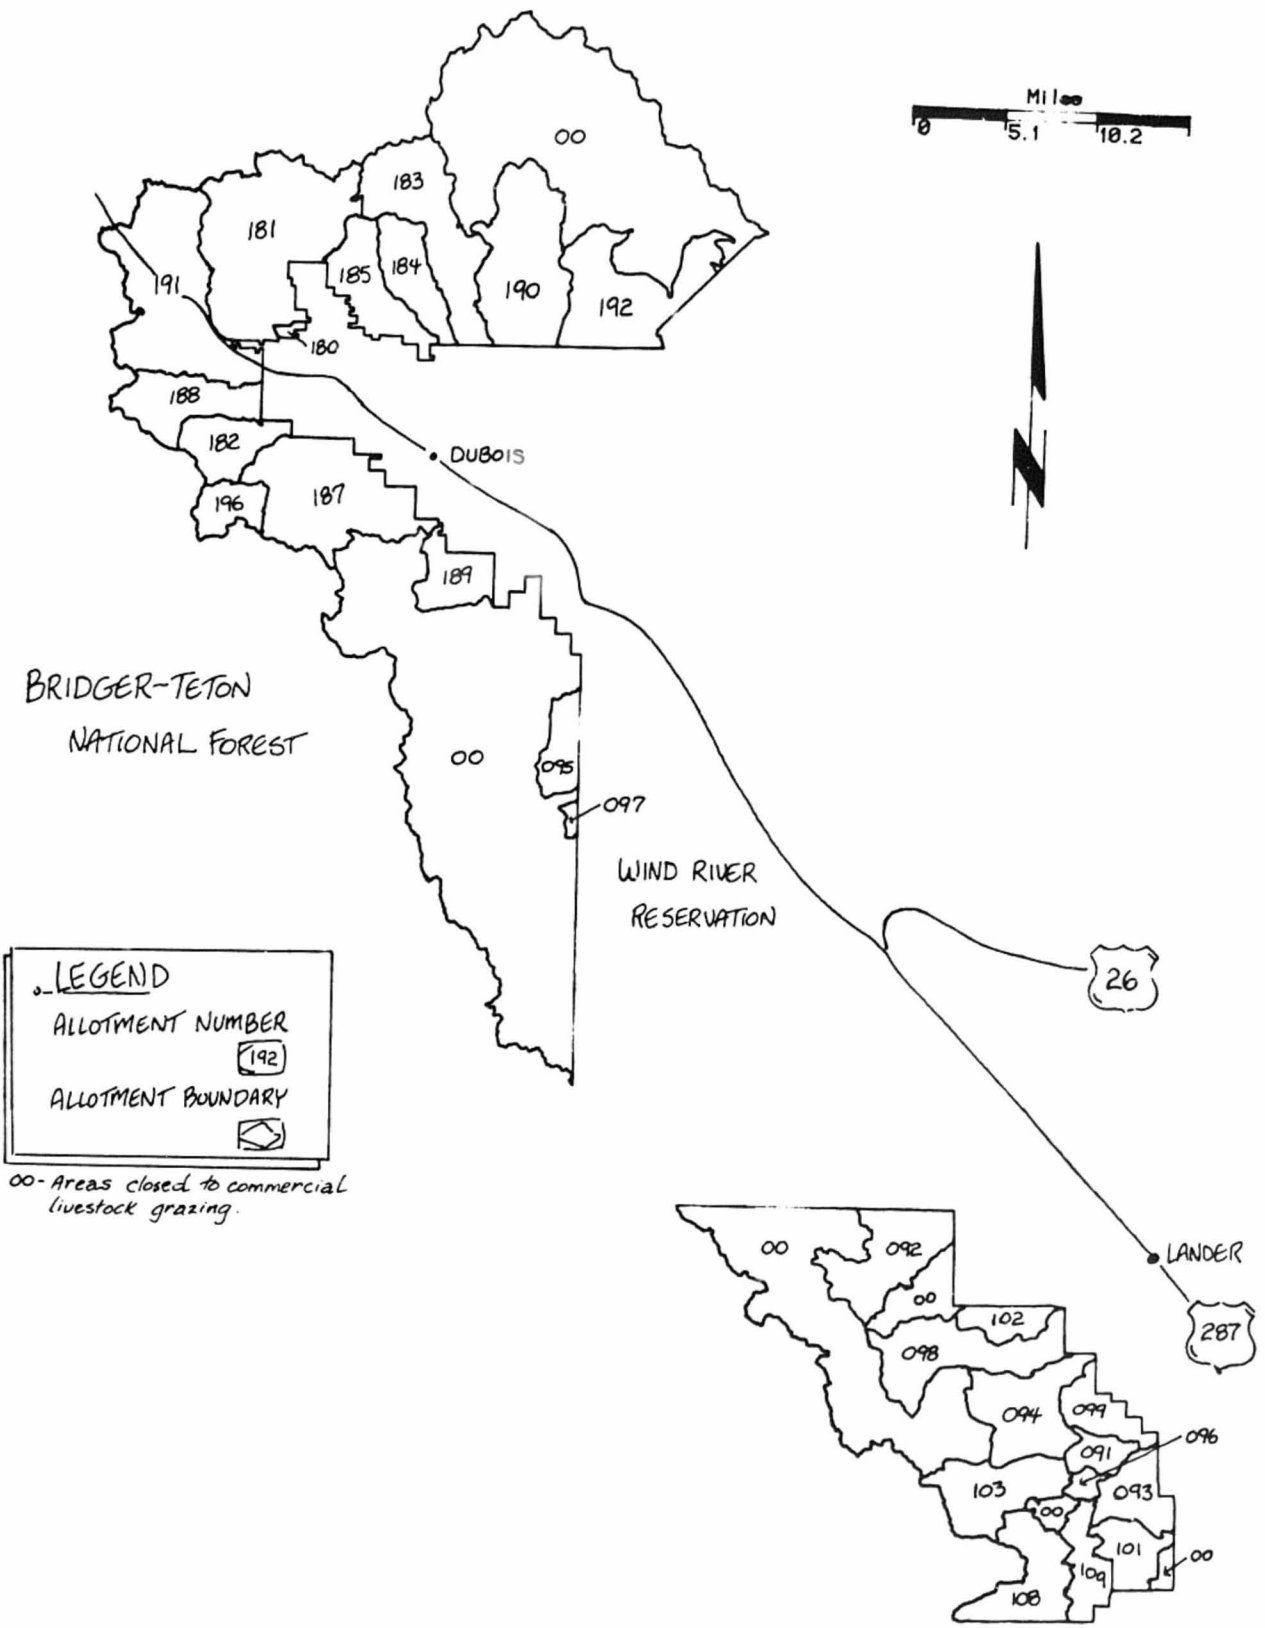 Miles
0 5.1 10.2
00
183
181
185
184
191
190
192
180
188
182
DUBOIS
196
187
189
BRIDGER-TETON
NATIONAL FOREST
00
095
097
WIND RIVER
RESERVATION
26
LEGEND
ALLOTMENT NUMBER
192
ALLOTMENT BOUNDARY
00- Areas closed to commercial
livestock grazing.
00
092
LANDER
00
102
287
098
094
099
096
091
103
093
00
101
00
109
108